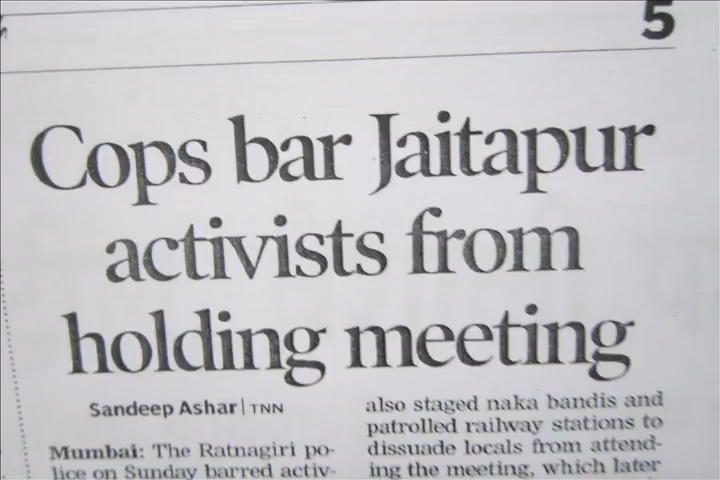 5
Cops bar Jaitapur
activists from
holding meeting
Sandeep Ashar | TNN
Mumbai: The Ratnagiri po-
lice on Sunday barred activ-
also staged naka bandis and
patrolled railway stations to
dissuade locals from attend-
ing the meeting, which later